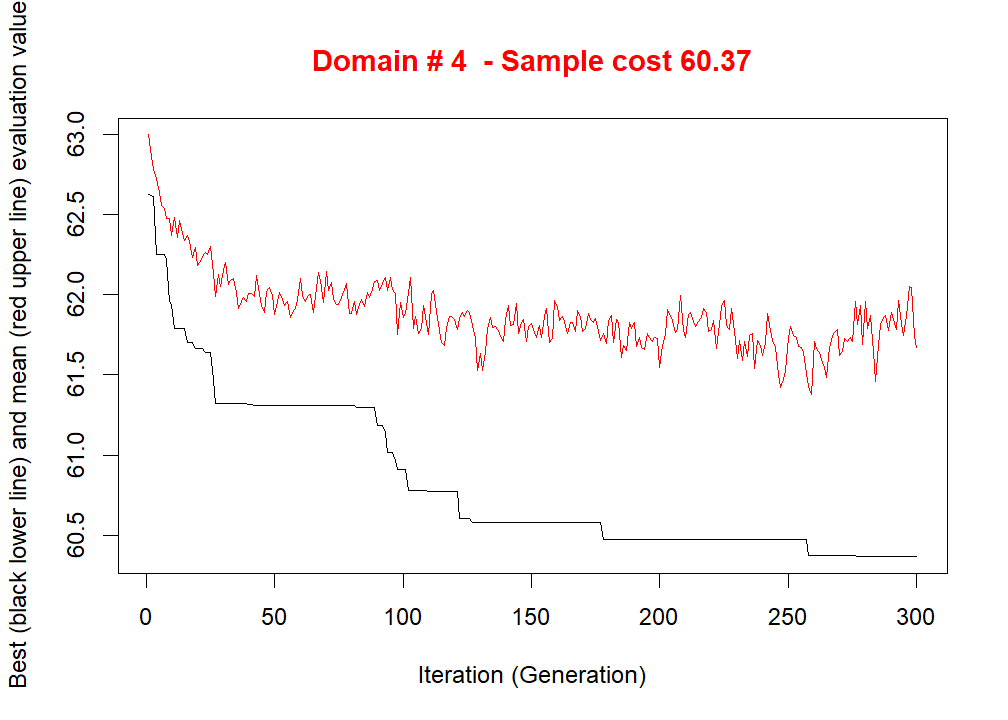 Domain # 4  - Sample cost 60.37
Best (black lower line) and mean (red upper line) evaluation value
63.0
62.5
62.0
61.5
61.0
60.5
0 50 100 150 200 250 300
Iteration (Generation)